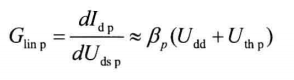 G_lin p = dI_d p / dU_ds p ≈ β_p (U_dd + U_th p)